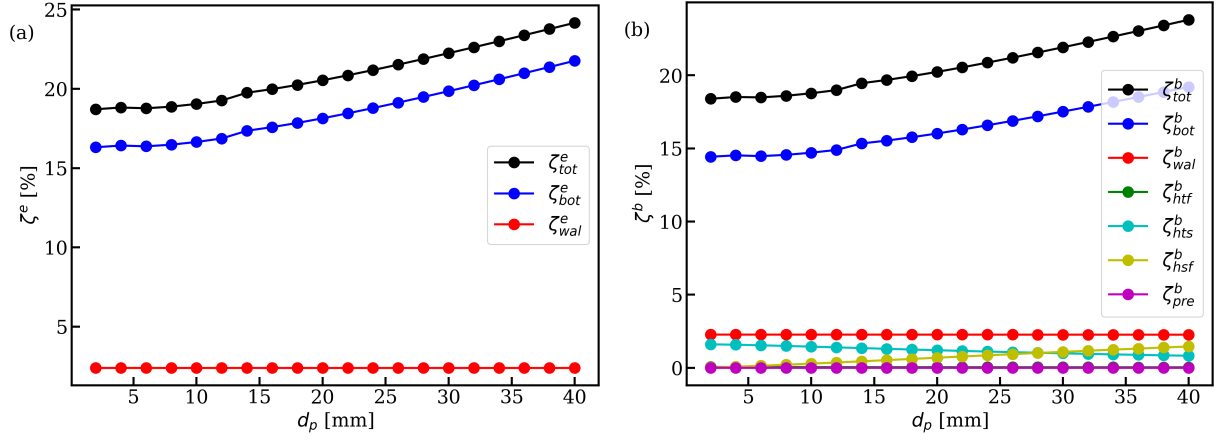 (a)
25
20
15
10
5
ζ^e [%]
ζ^e_tot
ζ^e_bot
ζ^e_wal
5 10 15 20 25 30 35 40
d_p [mm]
(b)
20
15
10
5
0
ζ^b [%]
ζ^b_tot
ζ^b_bot
ζ^b_wal
ζ^b_htf
ζ^b_hts
ζ^b_hsf
ζ^b_pre
5 10 15 20 25 30 35 40
d_p [mm]